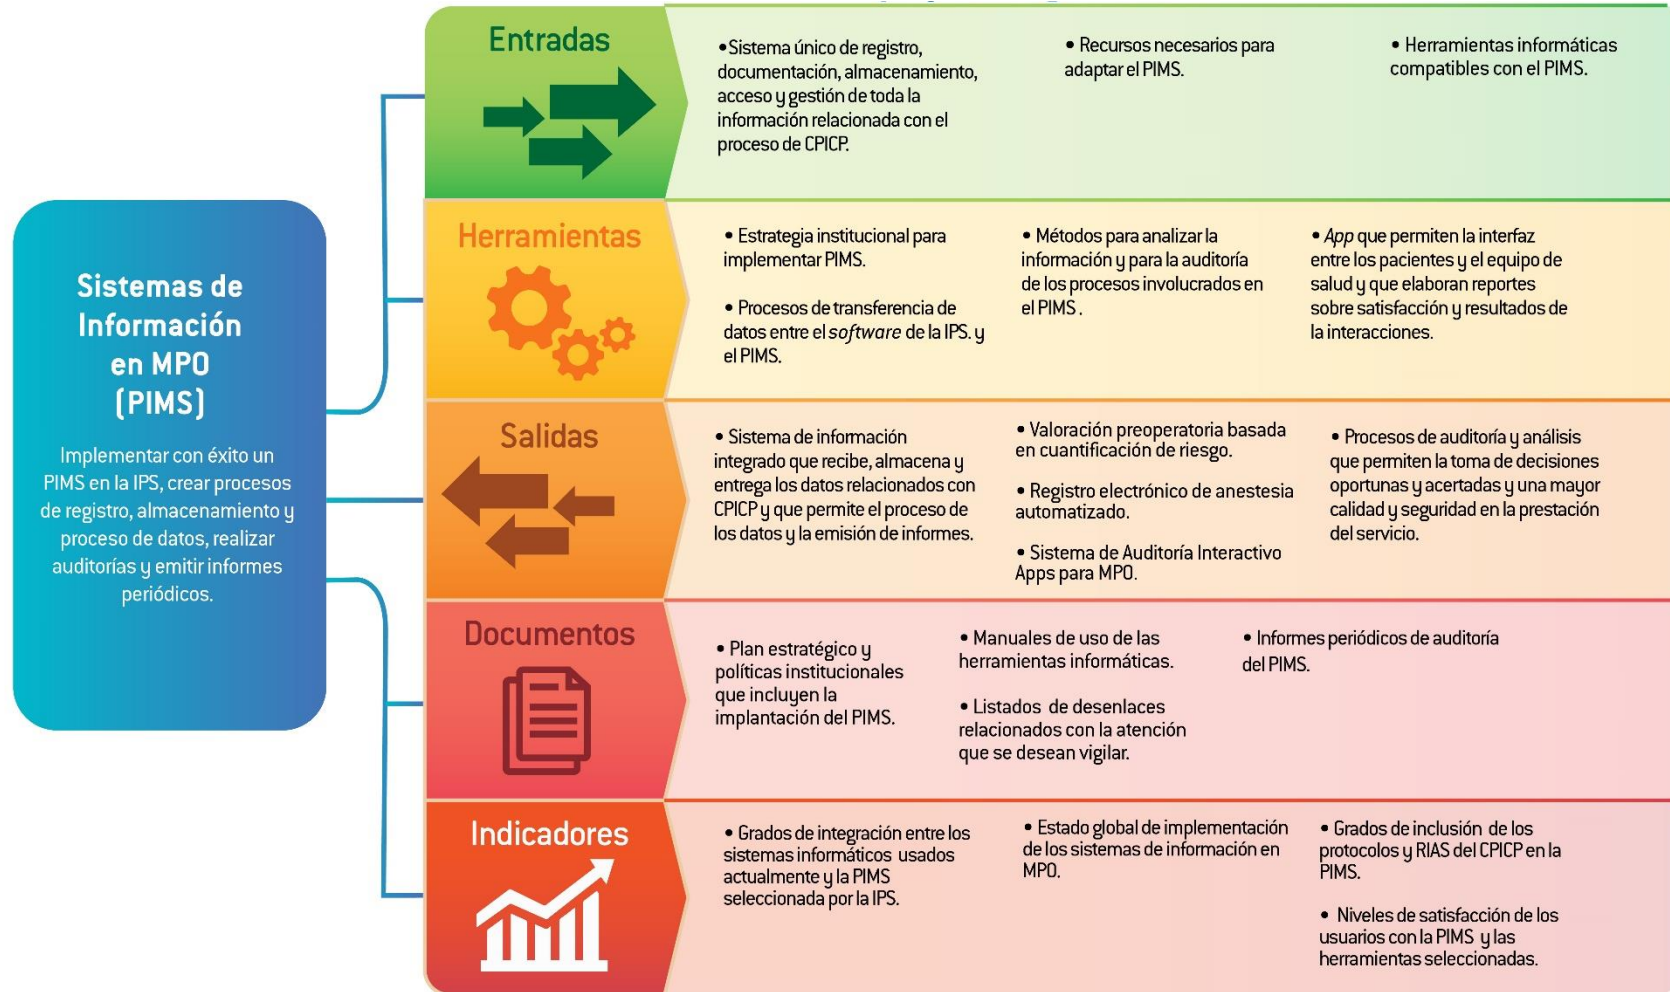 Sistemas de
Información
en MPO
(PIMS)
Implementar con éxito un
PIMS en la IPS, crear procesos
de registro, almacenamiento y
proceso de datos, realizar
auditorías y emitir informes
periódicos.
Entradas
• Sistema único de registro,
documentación, almacenamiento,
acceso y gestión de toda la
información relacionada con el
proceso de CPICP.
• Recursos necesarios para
adaptar el PIMS.
• Herramientas informáticas
compatibles con el PIMS.
Herramientas
• Estrategia institucional para
implementar PIMS.
• Procesos de transferencia de
datos entre el software de la IPS. y
el PIMS.
• Métodos para analizar la
información y para la auditoría
de los procesos involucrados en
el PIMS .
• App que permiten la interfaz
entre los pacientes y el equipo de
salud y que elaboran reportes
sobre satisfacción y resultados de
la interacciones.
Salidas
• Sistema de información
integrado que recibe, almacena y
entrega los datos relacionados con
CPICP y que permite el proceso de
los datos y la emisión de informes.
• Valoración preoperatoria basada
en cuantificación de riesgo.
• Registro electrónico de anestesia
automatizado.
• Sistema de Auditoría Interactivo
Apps para MPO.
• Procesos de auditoría y análisis
que permiten la toma de decisiones
oportunas y acertadas y una mayor
calidad y seguridad en la prestación
del servicio.
Documentos
• Plan estratégico y
políticas institucionales
que incluyen la
implantación del PIMS.
• Manuales de uso de las
herramientas informáticas.
• Listados de desenlaces
relacionados con la atención
que se desean vigilar.
• Informes periódicos de auditoría
del PIMS.
Indicadores
• Grados de integración entre los
sistemas informáticos usados
actualmente y la PIMS
seleccionada por la IPS.
• Estado global de implementación
de los sistemas de información en
MPO.
• Grados de inclusión de los
protocolos y RIAS del CPICP en la
PIMS.
• Niveles de satisfacción de los
usuarios con la PIMS y las
herramientas seleccionadas.